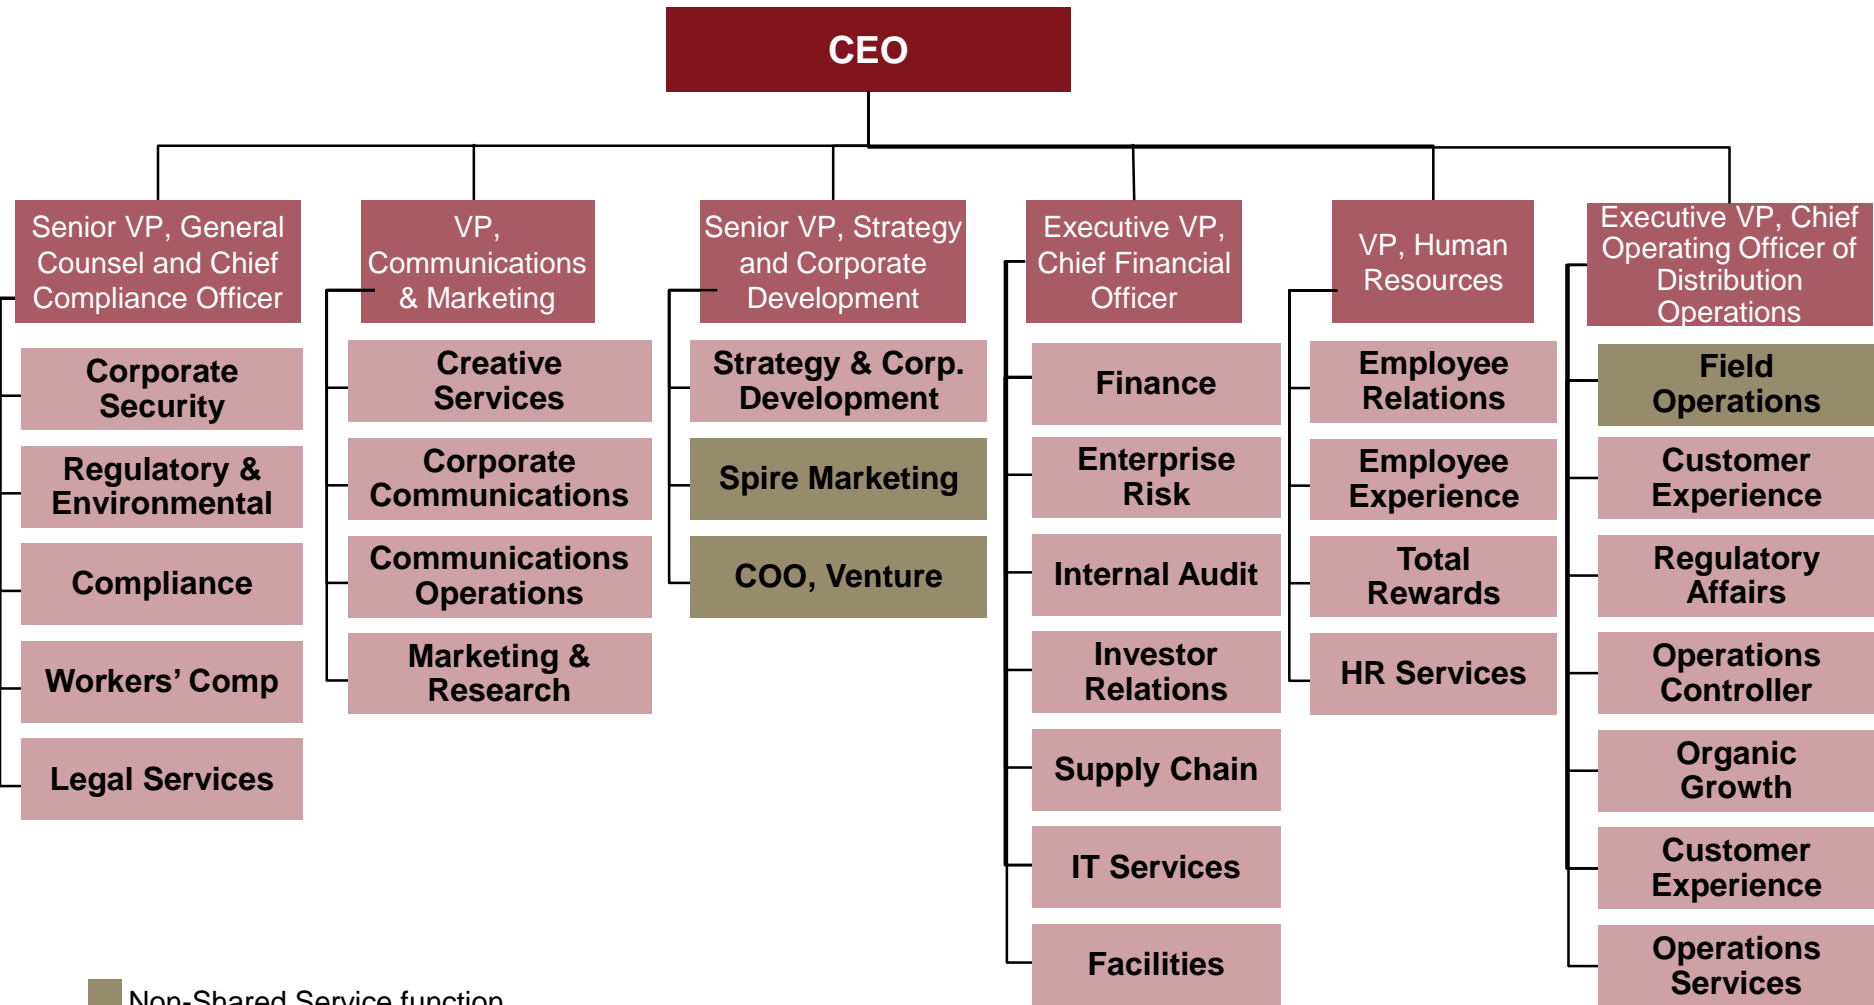 CEO
Senior VP, General
Counsel and Chief
Compliance Officer
Corporate
Security
Regulatory &
Environmental
Compliance
Workers’ Comp
Legal Services
VP,
Communications
& Marketing
Creative
Services
Corporate
Communications
Communications
Operations
Marketing &
Research
Senior VP, Strategy
and Corporate
Development
Strategy & Corp.
Development
Spire Marketing
COO, Venture
Executive VP,
Chief Financial
Officer
Finance
Enterprise
Risk
Internal Audit
Investor
Relations
Supply Chain
IT Services
Facilities
VP, Human
Resources
Employee
Relations
Employee
Experience
Total
Rewards
HR Services
Executive VP, Chief
Operating Officer of
Distribution
Operations
Field
Operations
Customer
Experience
Regulatory
Affairs
Operations
Controller
Organic
Growth
Customer
Experience
Operations
Services
Non-Shared Service function